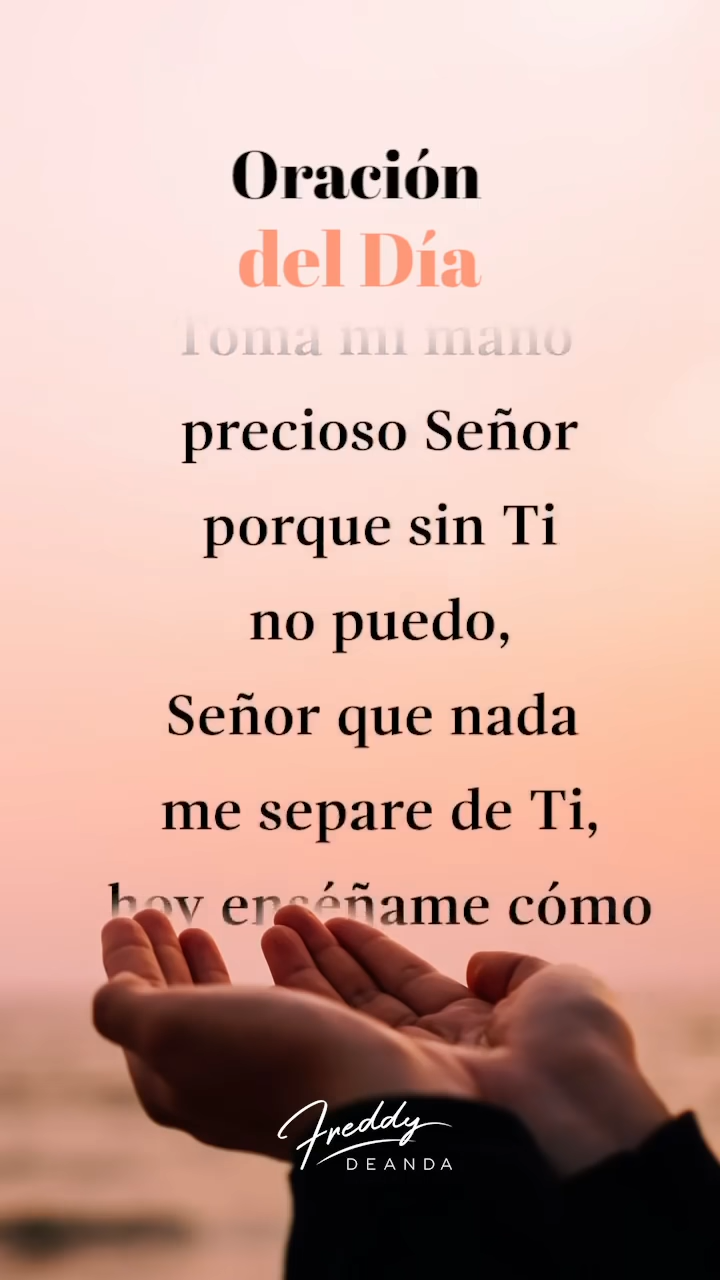 Oración
del Día
Toma mi mano
precioso Señor
porque sin Ti
no puedo,
Señor que nada
me separe de Ti,
hoy enséñame cómo
Freddy
DEANDA